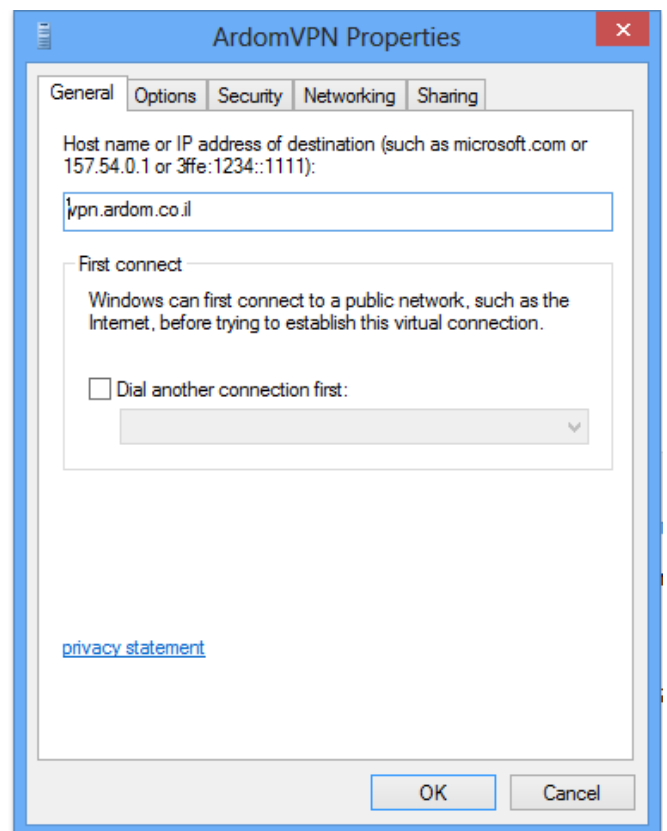 ArdomVPN Properties
General Options Security Networking Sharing
Host name or IP address of destination (such as microsoft.com or
157.54.0.1 or 3ffe:1234::1111):
vpn.ardom.co.il
First connect
Windows can first connect to a public network, such as the
Internet, before trying to establish this virtual connection.
Dial another connection first:
privacy statement
OK Cancel